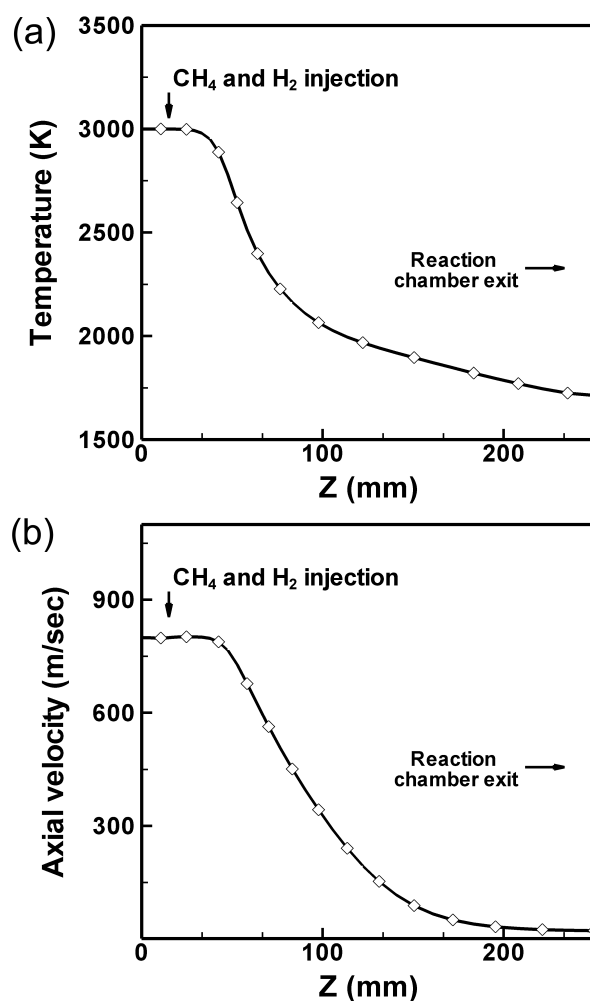 (a)
3500
CH₄ and H₂ injection
3000
Temperature (K)
2500
Reaction
chamber exit
2000
1500
0
100
200
Z (mm)
(b)
CH₄ and H₂ injection
900
Axial velocity (m/sec)
600
Reaction
chamber exit
300
0
100
200
Z (mm)